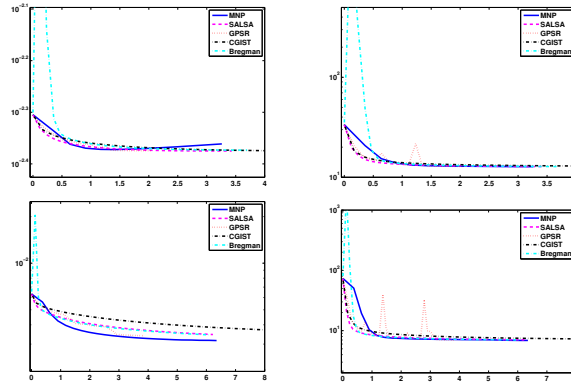 10^-2.1
10^-2.2
10^-2.3
10^-2.4
0 0.5 1 1.5 2 2.5 3 3.5 4
MNP
SALSA
GPSR
CGIST
Bregman
10^2
10^1
0 0.5 1 1.5 2 2.5 3 3.5
MNP
SALSA
GPSR
CGIST
Bregman
10^-2
0 1 2 3 4 5 6 7 8
MNP
SALSA
GPSR
CGIST
Bregman
10^3
10^2
10^1
0 1 2 3 4 5 6 7
MNP
SALSA
GPSR
CGIST
Bregman